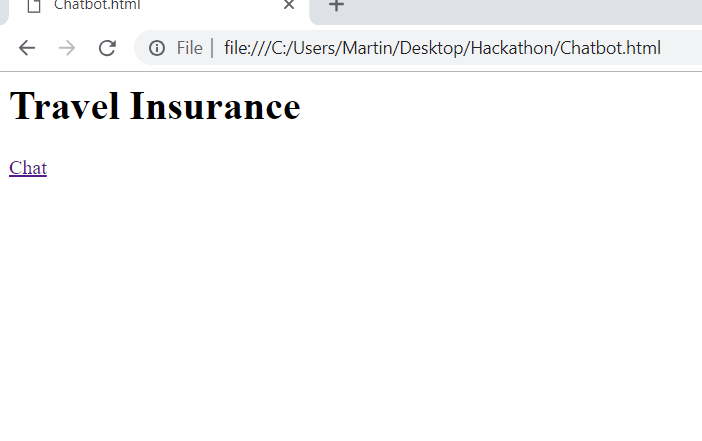 Chatbot.html
File file:///C:/Users/Martin/Desktop/Hackathon/Chatbot.html
Travel Insurance
Chat